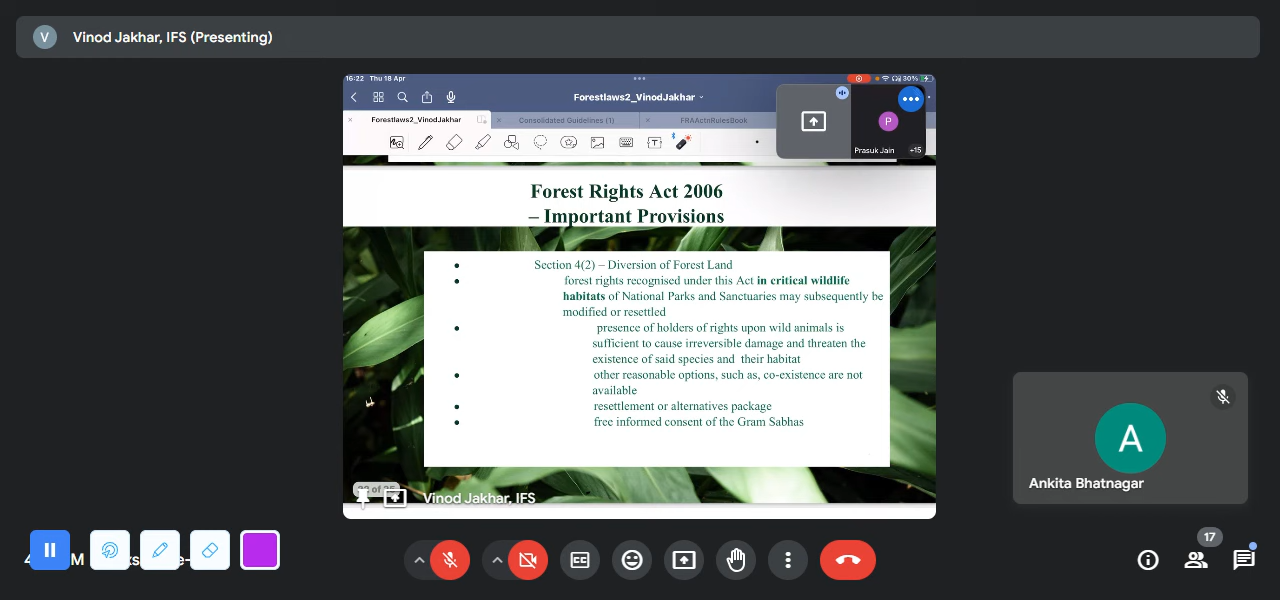 V
Vinod Jakhar, IFS (Presenting)
16:22 Thu 18 Apr
30%
Forestlaws2_VinodJakhar
Forestlaws2_VinodJakhar
Consolidated Guidelines (1)
FRAActnRulesBook
P
Prasuk Jain
+15
Forest Rights Act 2006
– Important Provisions
• Section 4(2) – Diversion of Forest Land
• forest rights recognised under this Act in critical wildlife
habitats of National Parks and Sanctuaries may subsequently be
modified or resettled
• presence of holders of rights upon wild animals is
sufficient to cause irreversible damage and threaten the
existence of said species and their habitat
• other reasonable options, such as, co-existence are not
available
• resettlement or alternatives package
• free informed consent of the Gram Sabhas
Vinod Jakhar, IFS
A
Ankita Bhatnagar
CC
17